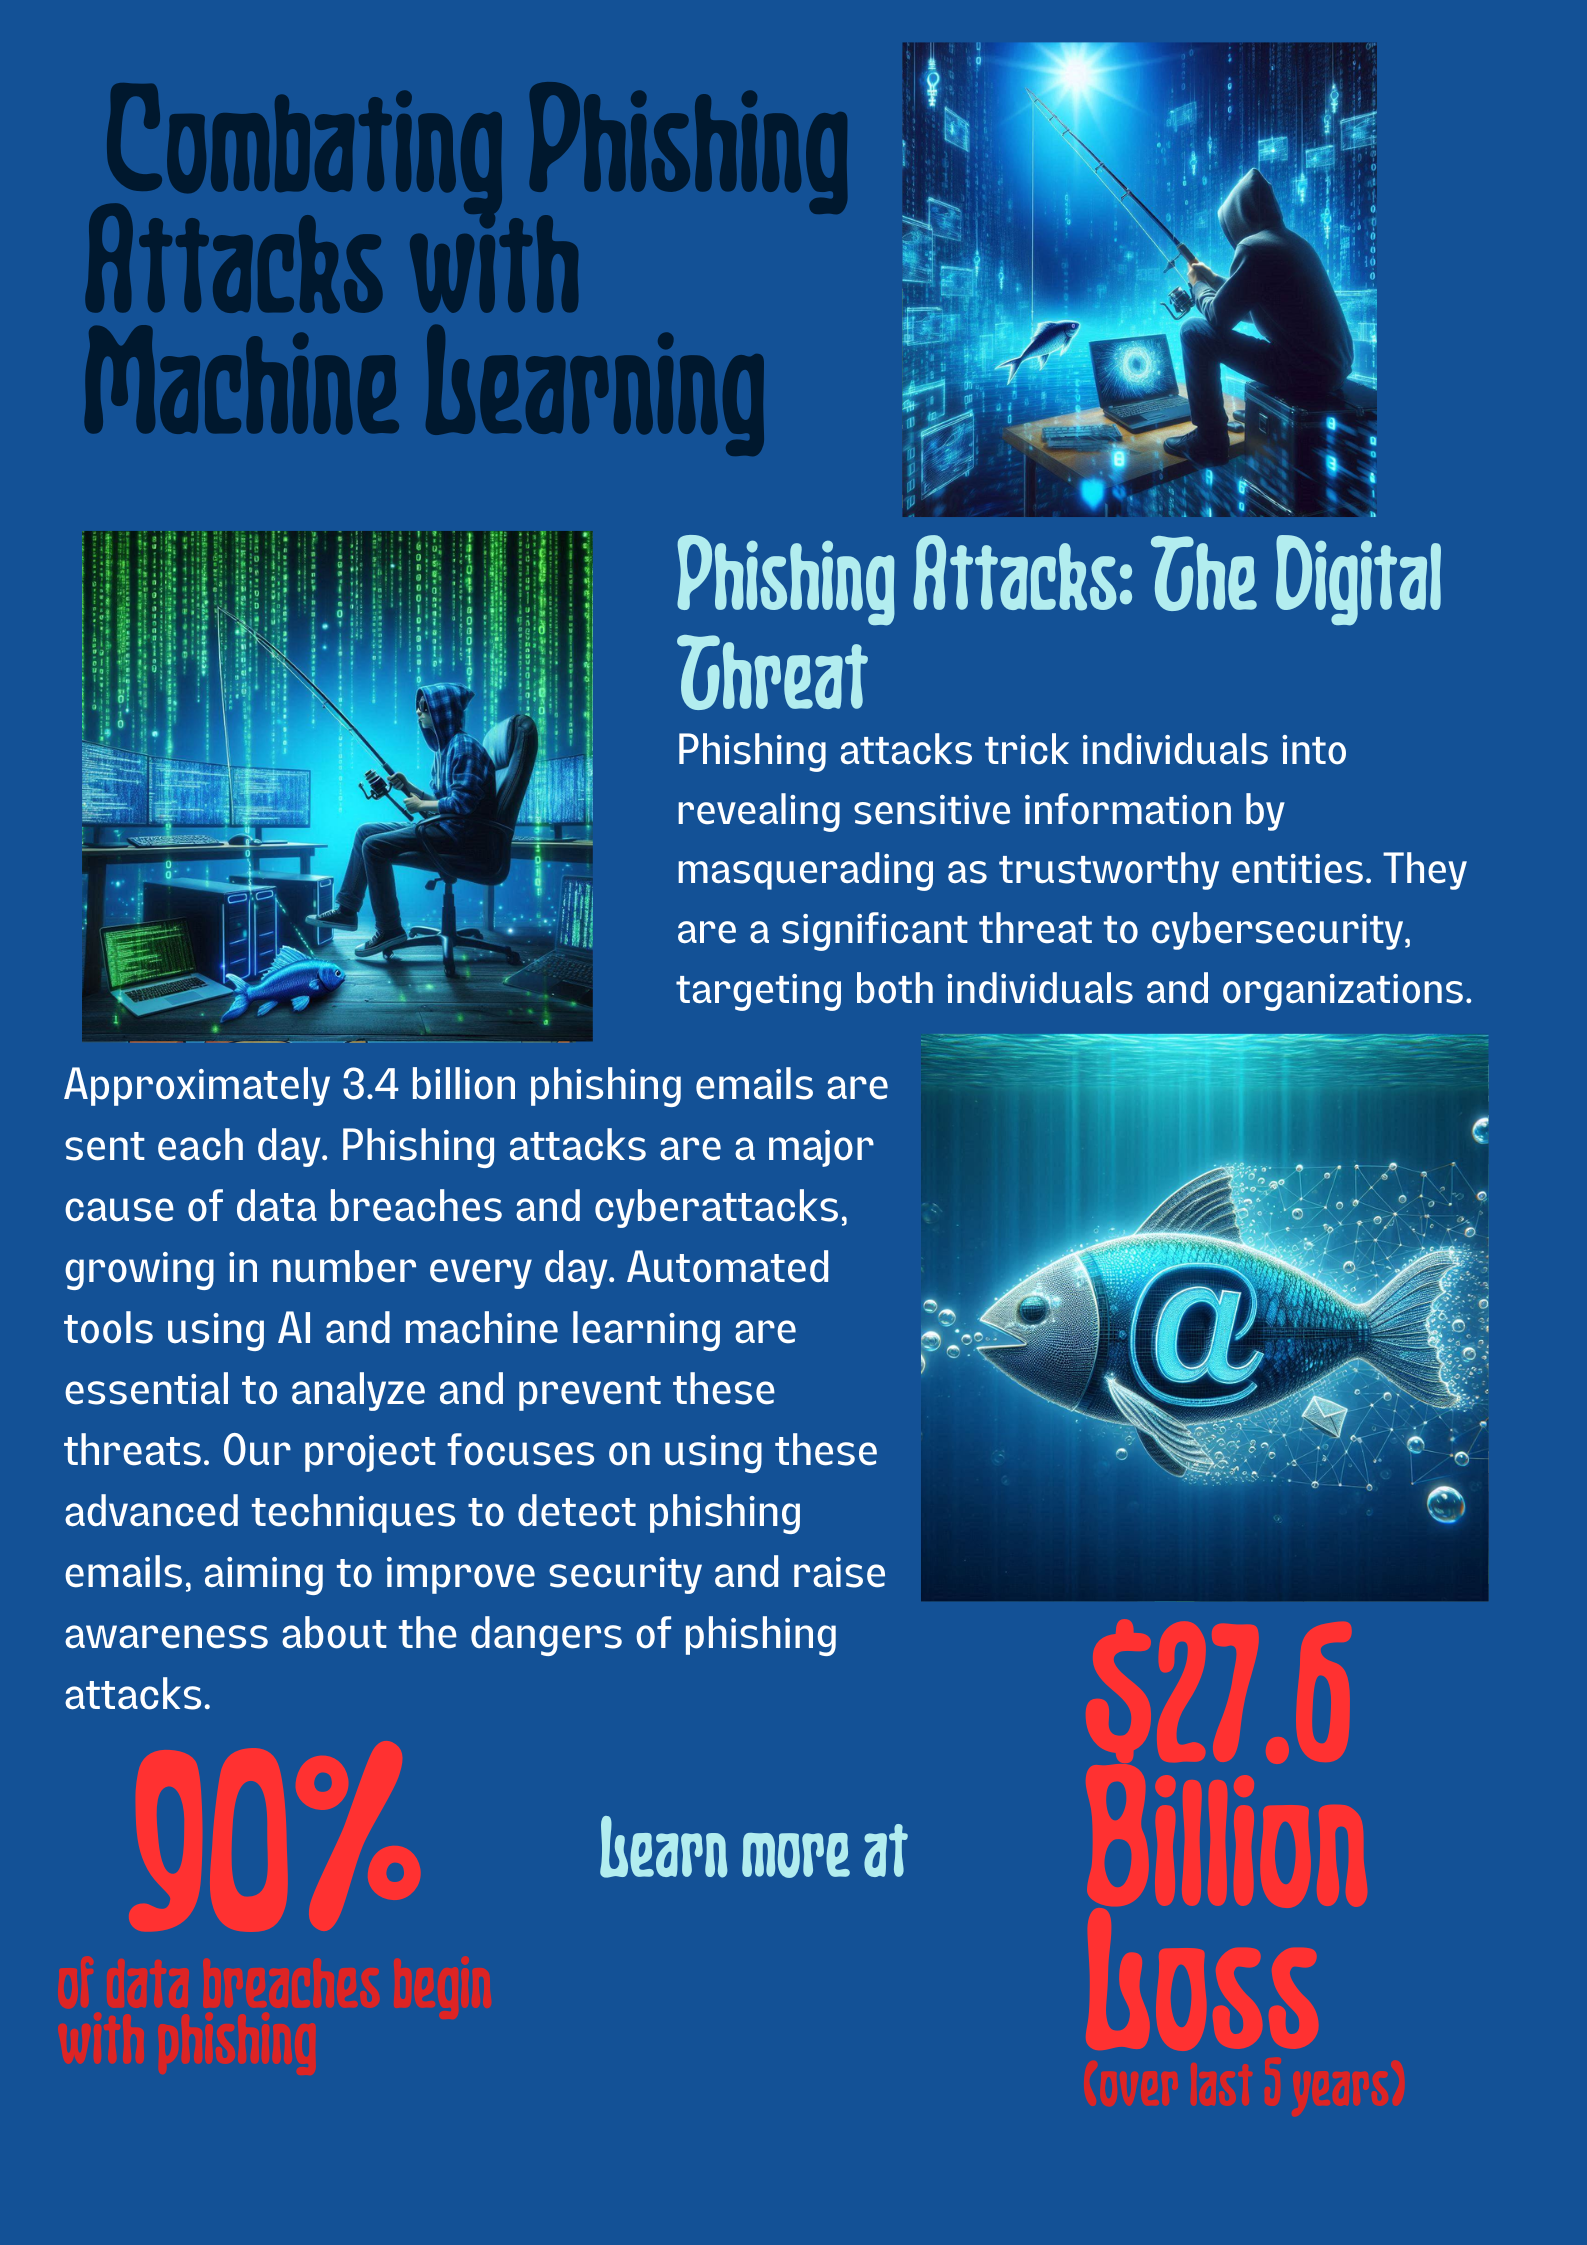 Combating Phishing
Attacks with
Machine Learning
Phishing Attacks: The Digital
Threat
Phishing attacks trick individuals into
revealing sensitive information by
masquerading as trustworthy entities. They
are a significant threat to cybersecurity,
targeting both individuals and organizations.
Approximately 3.4 billion phishing emails are
sent each day. Phishing attacks are a major
cause of data breaches and cyberattacks,
growing in number every day. Automated
tools using AI and machine learning are
essential to analyze and prevent these
threats. Our project focuses on using these
advanced techniques to detect phishing
emails, aiming to improve security and raise
awareness about the dangers of phishing
attacks.
@
90%
of data breaches begin
with phishing
Learn more at
$27.6
Billion
Loss
(over last 5 years)